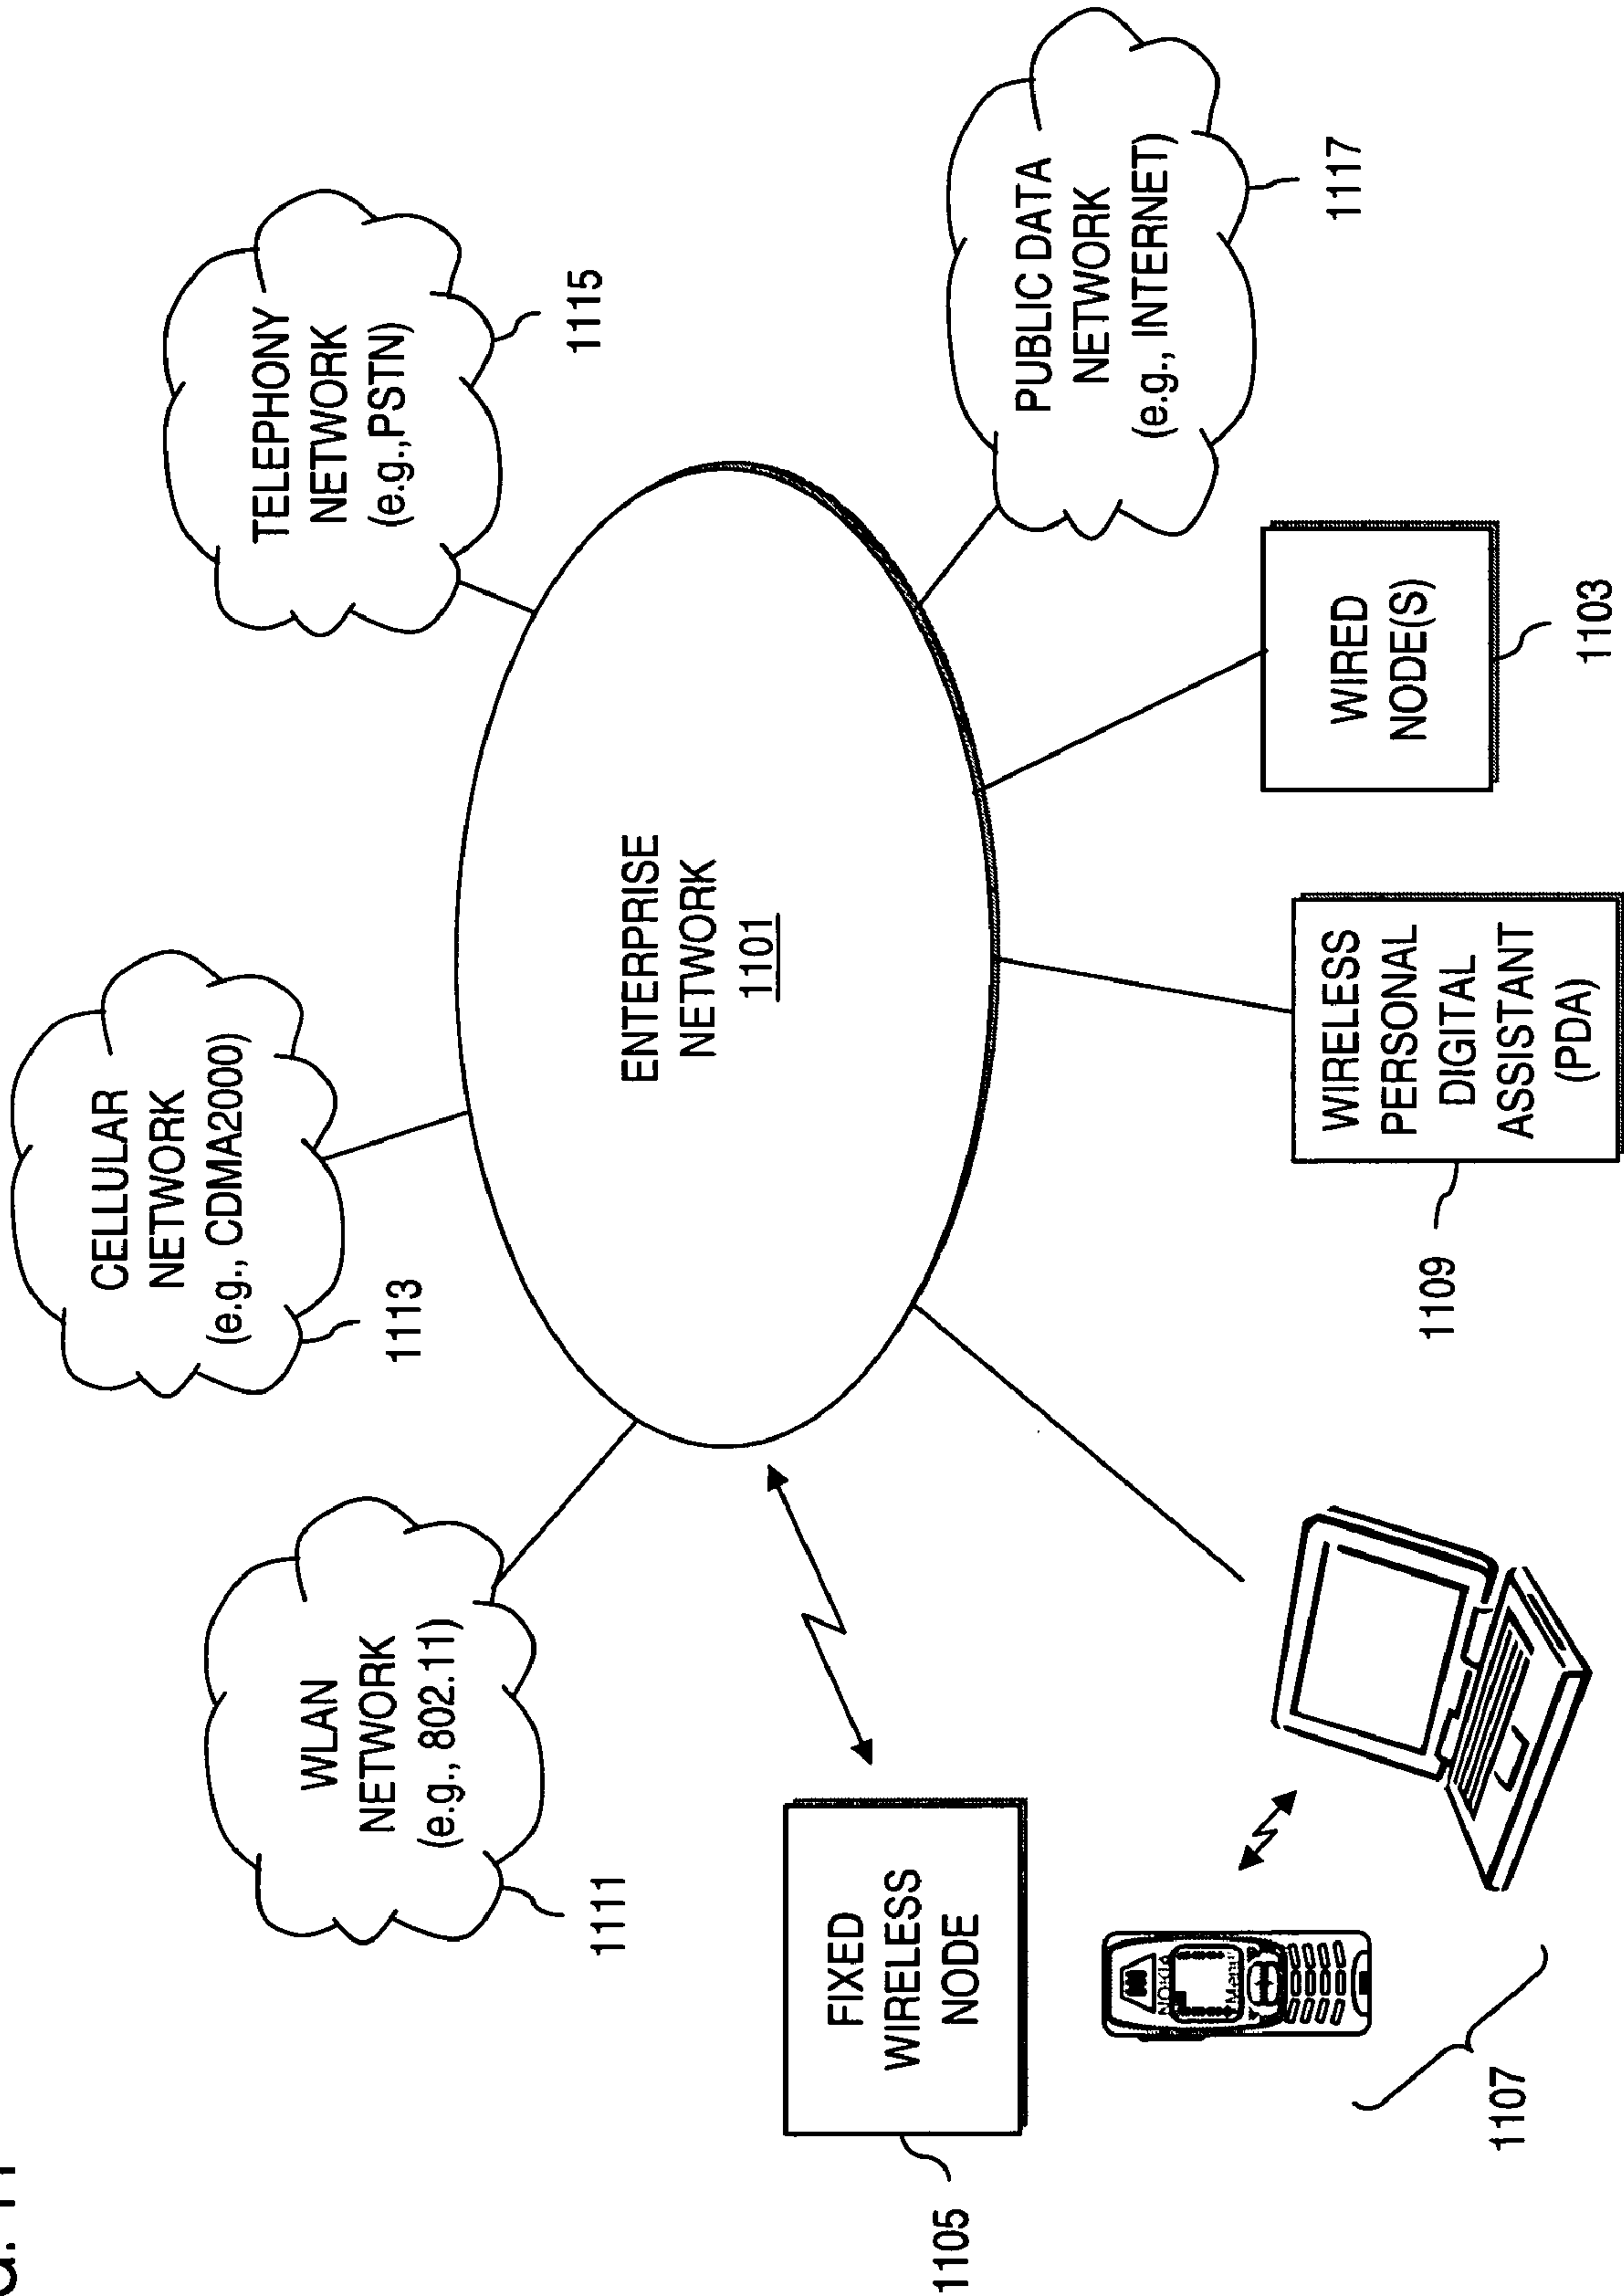 G. 11
CELLULAR
NETWORK
(e.g., CDMA2000)
1113
WLAN
NETWORK
(e.g., 802.11)
1111
TELEPHONY
NETWORK
(e.g.,PSTN)
1115
ENTERPRISE
NETWORK
1101
FIXED
WIRELESS
NODE
1105
PUBLIC DATA
NETWORK
(e.g., INTERNET)
1117
NOKIA
Menu
1107
WIRELESS
PERSONAL
DIGITAL
ASSISTANT
(PDA)
1109
WIRED
NODE(S)
1103